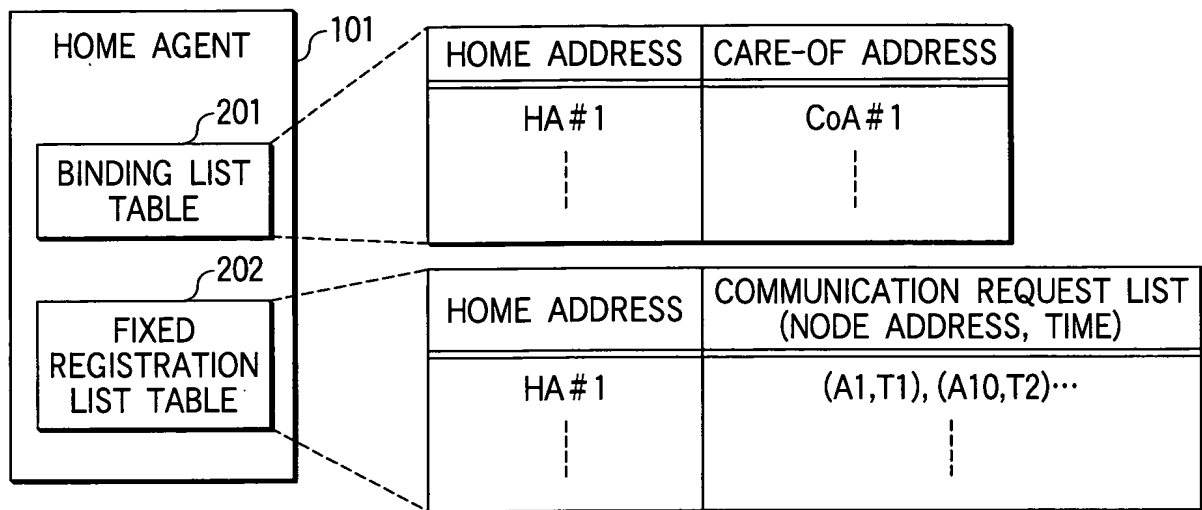 HOME AGENT
101
201
BINDING LIST
TABLE
202
FIXED
REGISTRATION
LIST TABLE
HOME ADDRESS
CARE-OF ADDRESS
HA#1
CoA#1
HOME ADDRESS
COMMUNICATION REQUEST LIST
(NODE ADDRESS, TIME)
HA#1
(A1,T1), (A10,T2)···